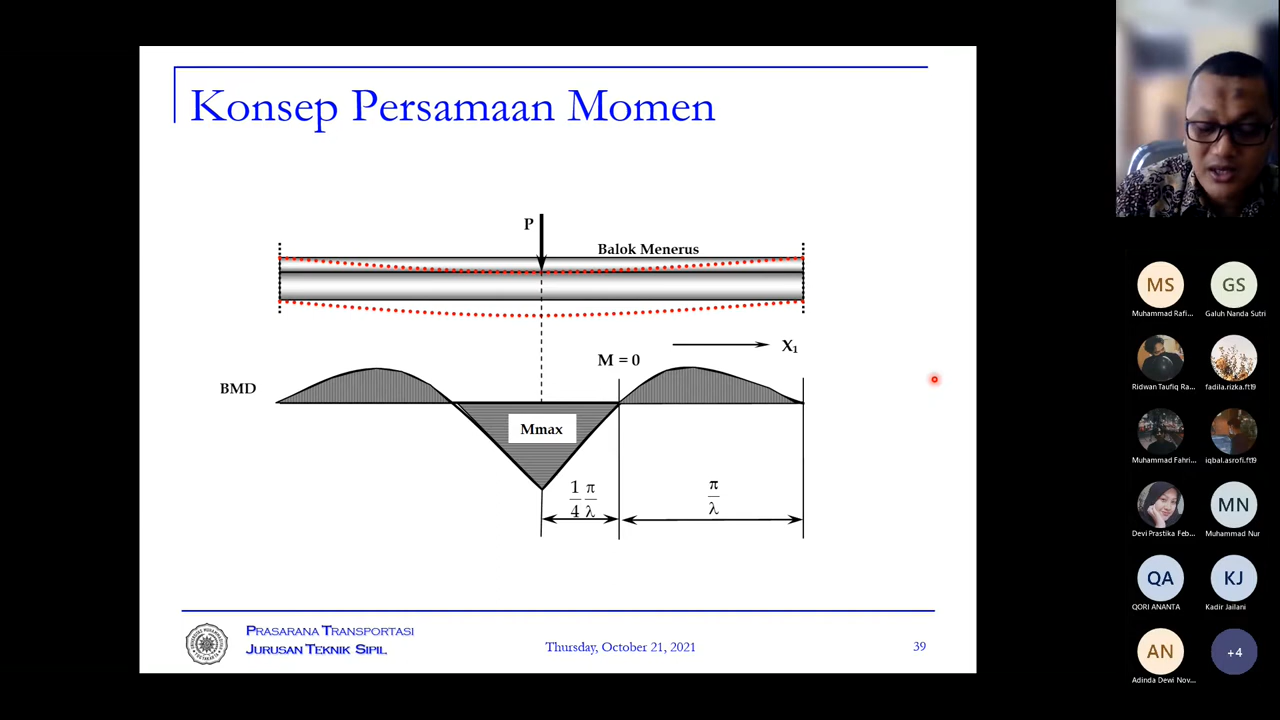 Konsep Persamaan Momen
P
Balok Menerus
X1
M = 0
BMD
Mmax
1 π
4 λ
π
λ
PRASARANA TRANSPORTASI
JURUSAN TEKNIK SIPIL
Thursday, October 21, 2021
39
MS
GS
Muhammad Rafi...
Galuh Nanda Sutri
Ridwan Taufiq Ra...
fadila.rizka.ft19
Muhammad Fahri...
iqbal.asrofi.ft19
MN
Devi Prastika Feb...
Muhammad Nur
QA
KJ
QORI ANANTA
Kadir Jailani
AN
+4
Adinda Dewi Nov...